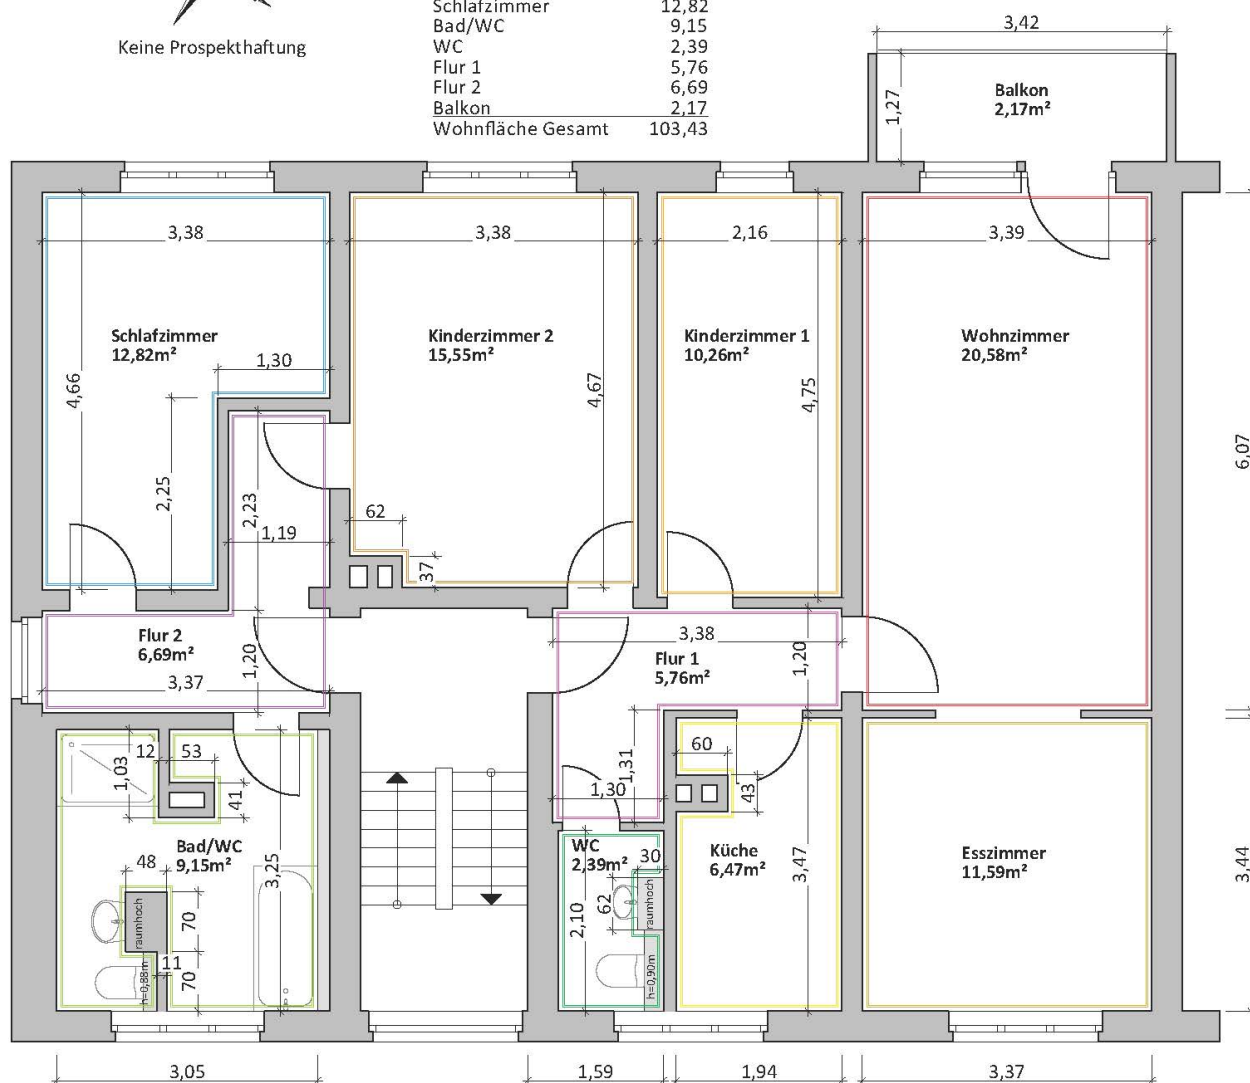 Schlafzimmer 12,82
Bad/WC 9,15
WC 2,39
Flur 1 5,76
Flur 2 6,69
Balkon 2,17
Wohnfläche Gesamt 103,43
Keine Prospekthaftung
3,42
1,27
Balkon
2,17m²
3,38
3,38
2,16
3,39
Schlafzimmer
12,82m²
Kinderzimmer 2
15,55m²
Kinderzimmer 1
10,26m²
Wohnzimmer
20,58m²
1,30
4,66
4,67
4,75
6,07
2,25
2,23
62
1,19
37
Flur 2
6,69m²
1,20
3,37
3,38
Flur 1
5,76m²
1,20
12
53
1,03
41
60
1,31
1,30
43
Bad/WC
9,15m²
48
3,25
WC
2,39m²
30
Küche
6,47m²
3,47
Esszimmer
11,59m²
3,44
raumhoch
70
62
raumhoch
2,10
11
70
h=0,88m
h=0,90m
3,05
1,59
1,94
3,37